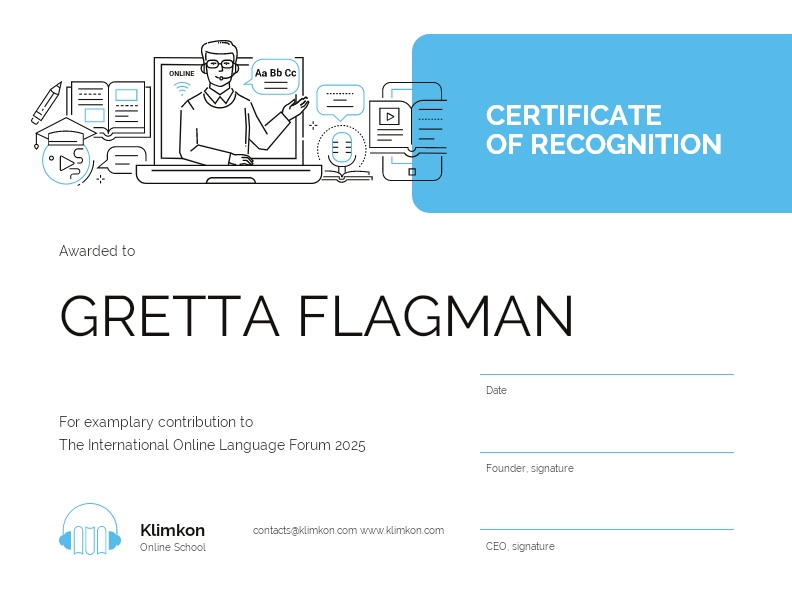 ONLINE
Aa Bb Cc
CERTIFICATE
OF RECOGNITION
Awarded to
GRETTA FLAGMAN
Date
For examplary contribution to
The International Online Language Forum 2025
Founder, signature
Klimkon
Online School
contacts@klimkon.com www.klimkon.com
CEO, signature